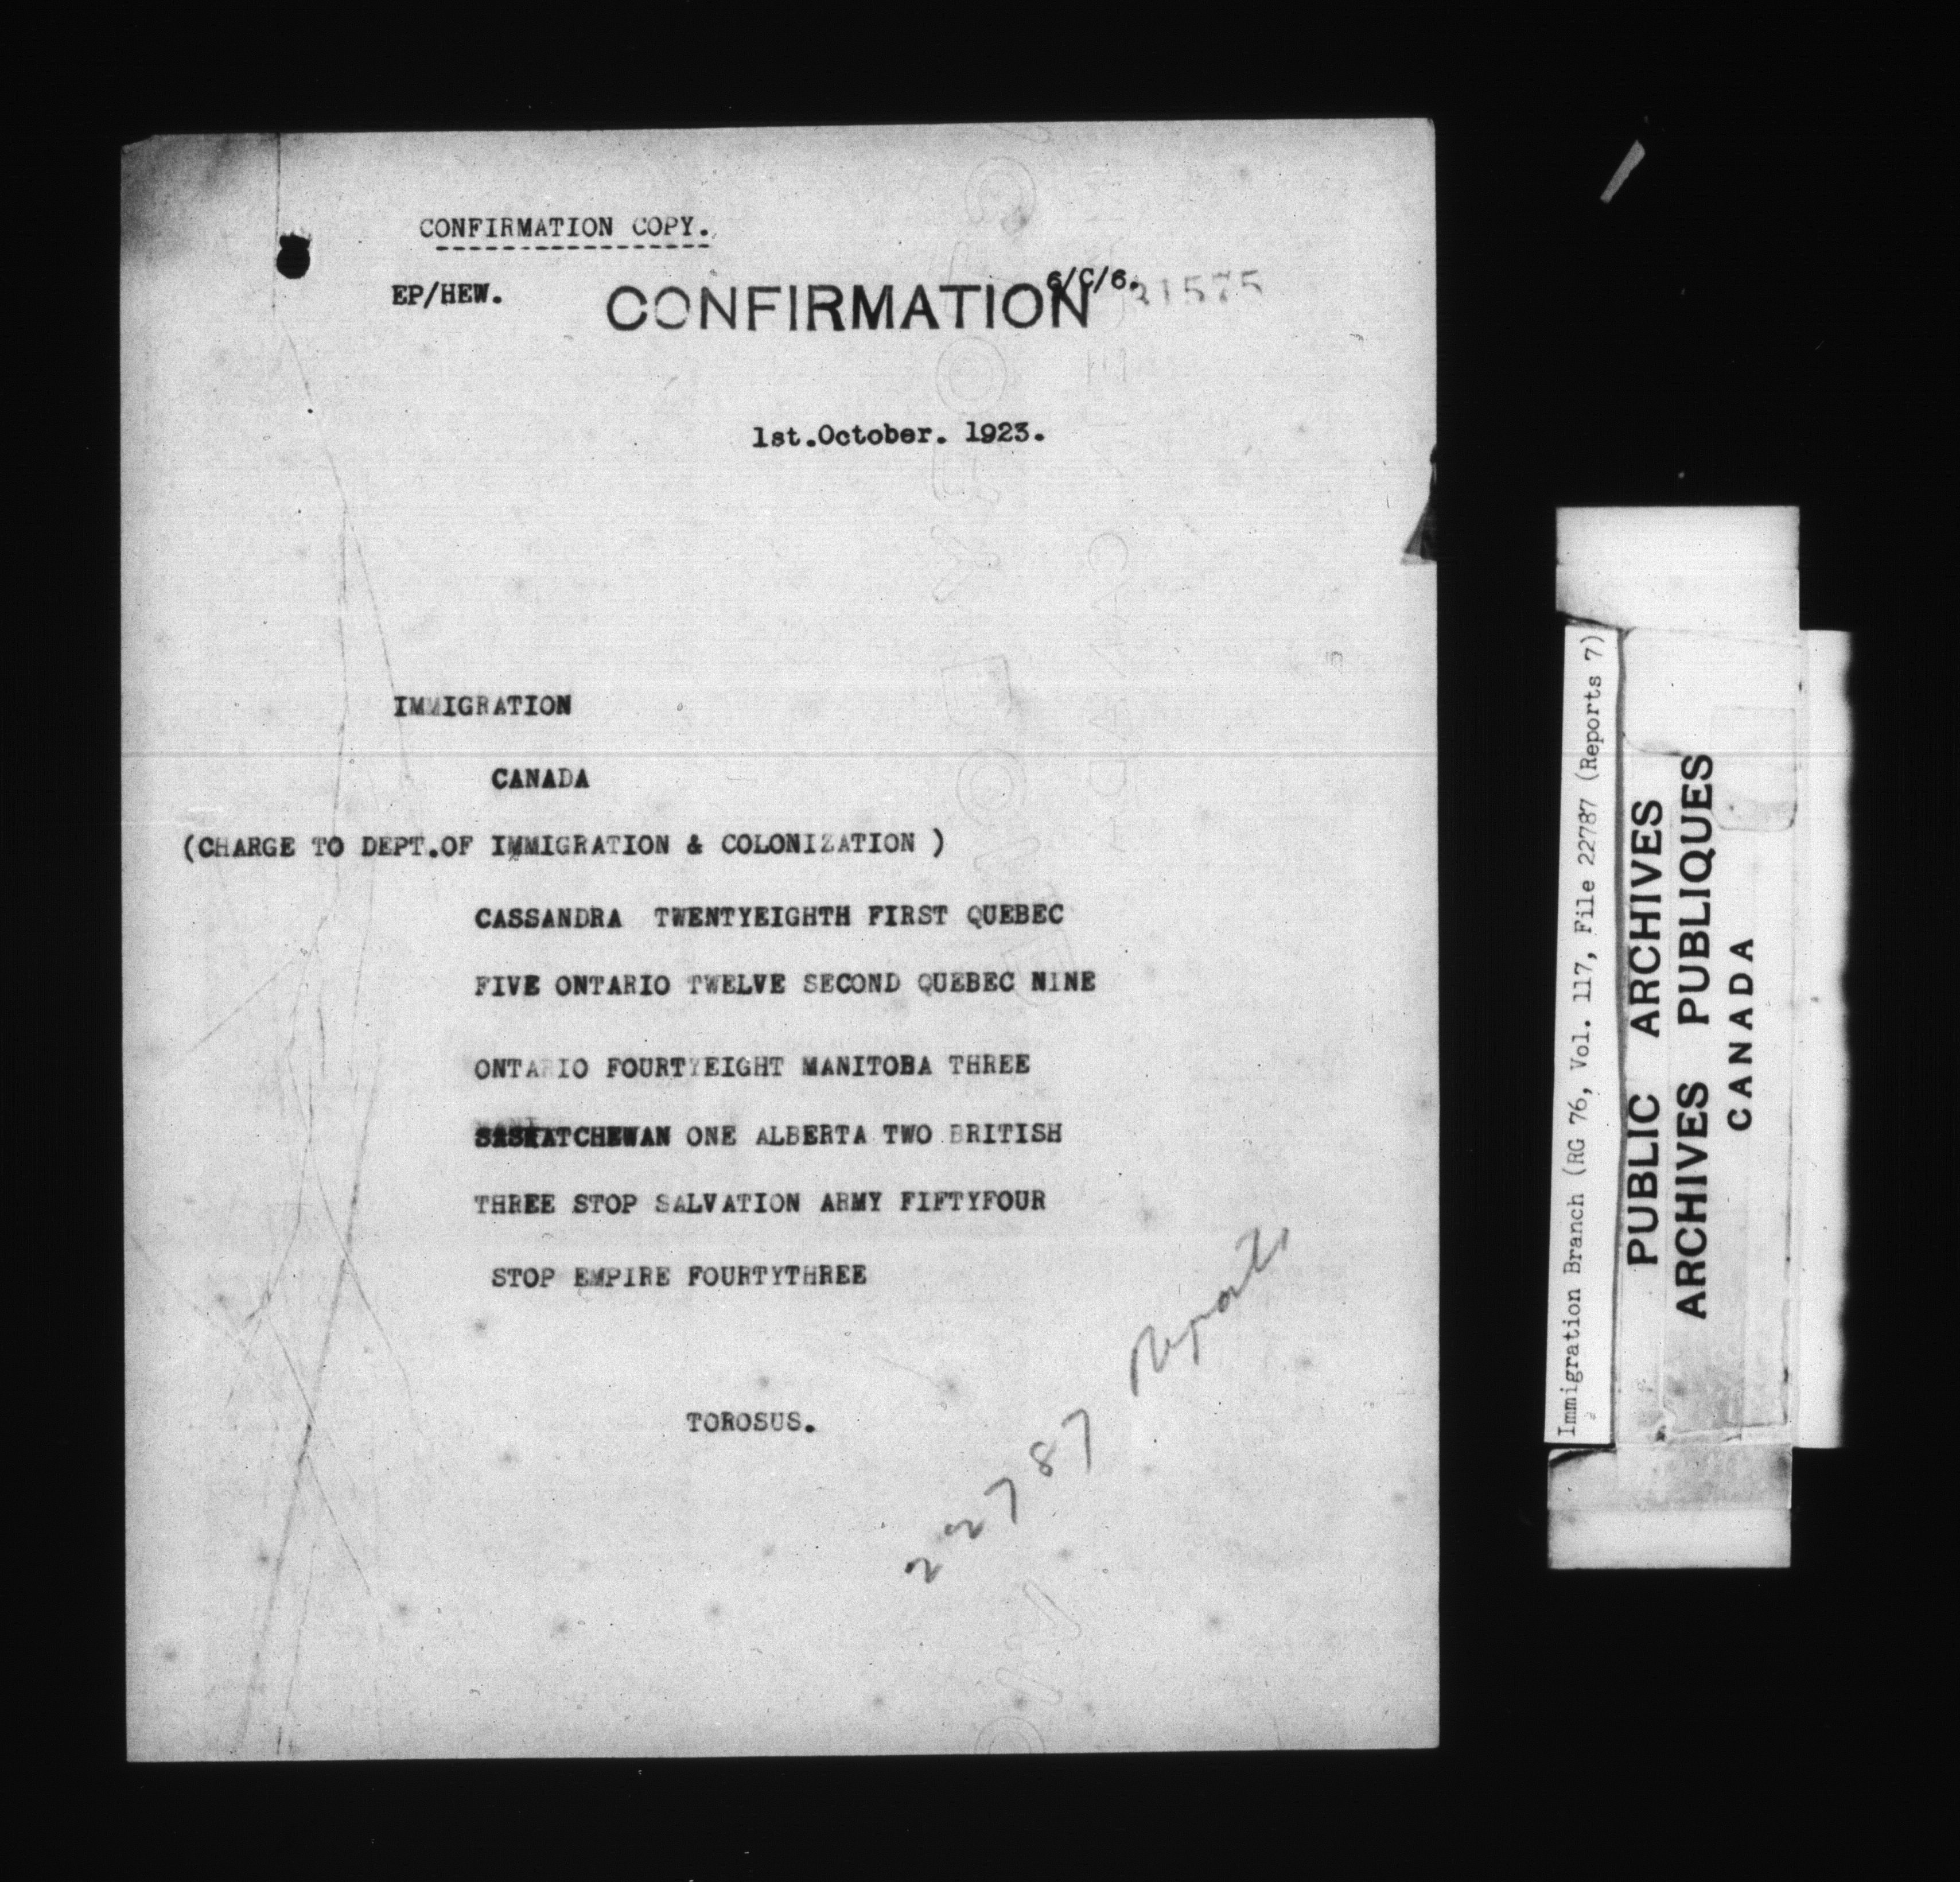 CONFIRMATION COPY.
EP/HEW.
CONFIRMATION
6/C/6.
1st.October. 1923.
IMMIGRATION
CANADA
(CHARGE TO DEPT.OF IMMIGRATION & COLONIZATION )
CASSANDRA TWENTYEIGHTH FIRST QUEBEC
FIVE ONTARIO TWELVE SECOND QUEBEC NINE
ONTARIO FOURTYEIGHT MANITOBA THREE
SASKATCHEWAN ONE ALBERTA TWO BRITISH
THREE STOP SALVATION ARMY FIFTYFOUR
STOP EMPIRE FOURTYTHREE
TOROSUS.
22787 Reports
Immigration Branch (RG 76, Vol. 117, File 22787 (Reports 7)
PUBLIC ARCHIVES
ARCHIVES PUBLIQUES
CANADA